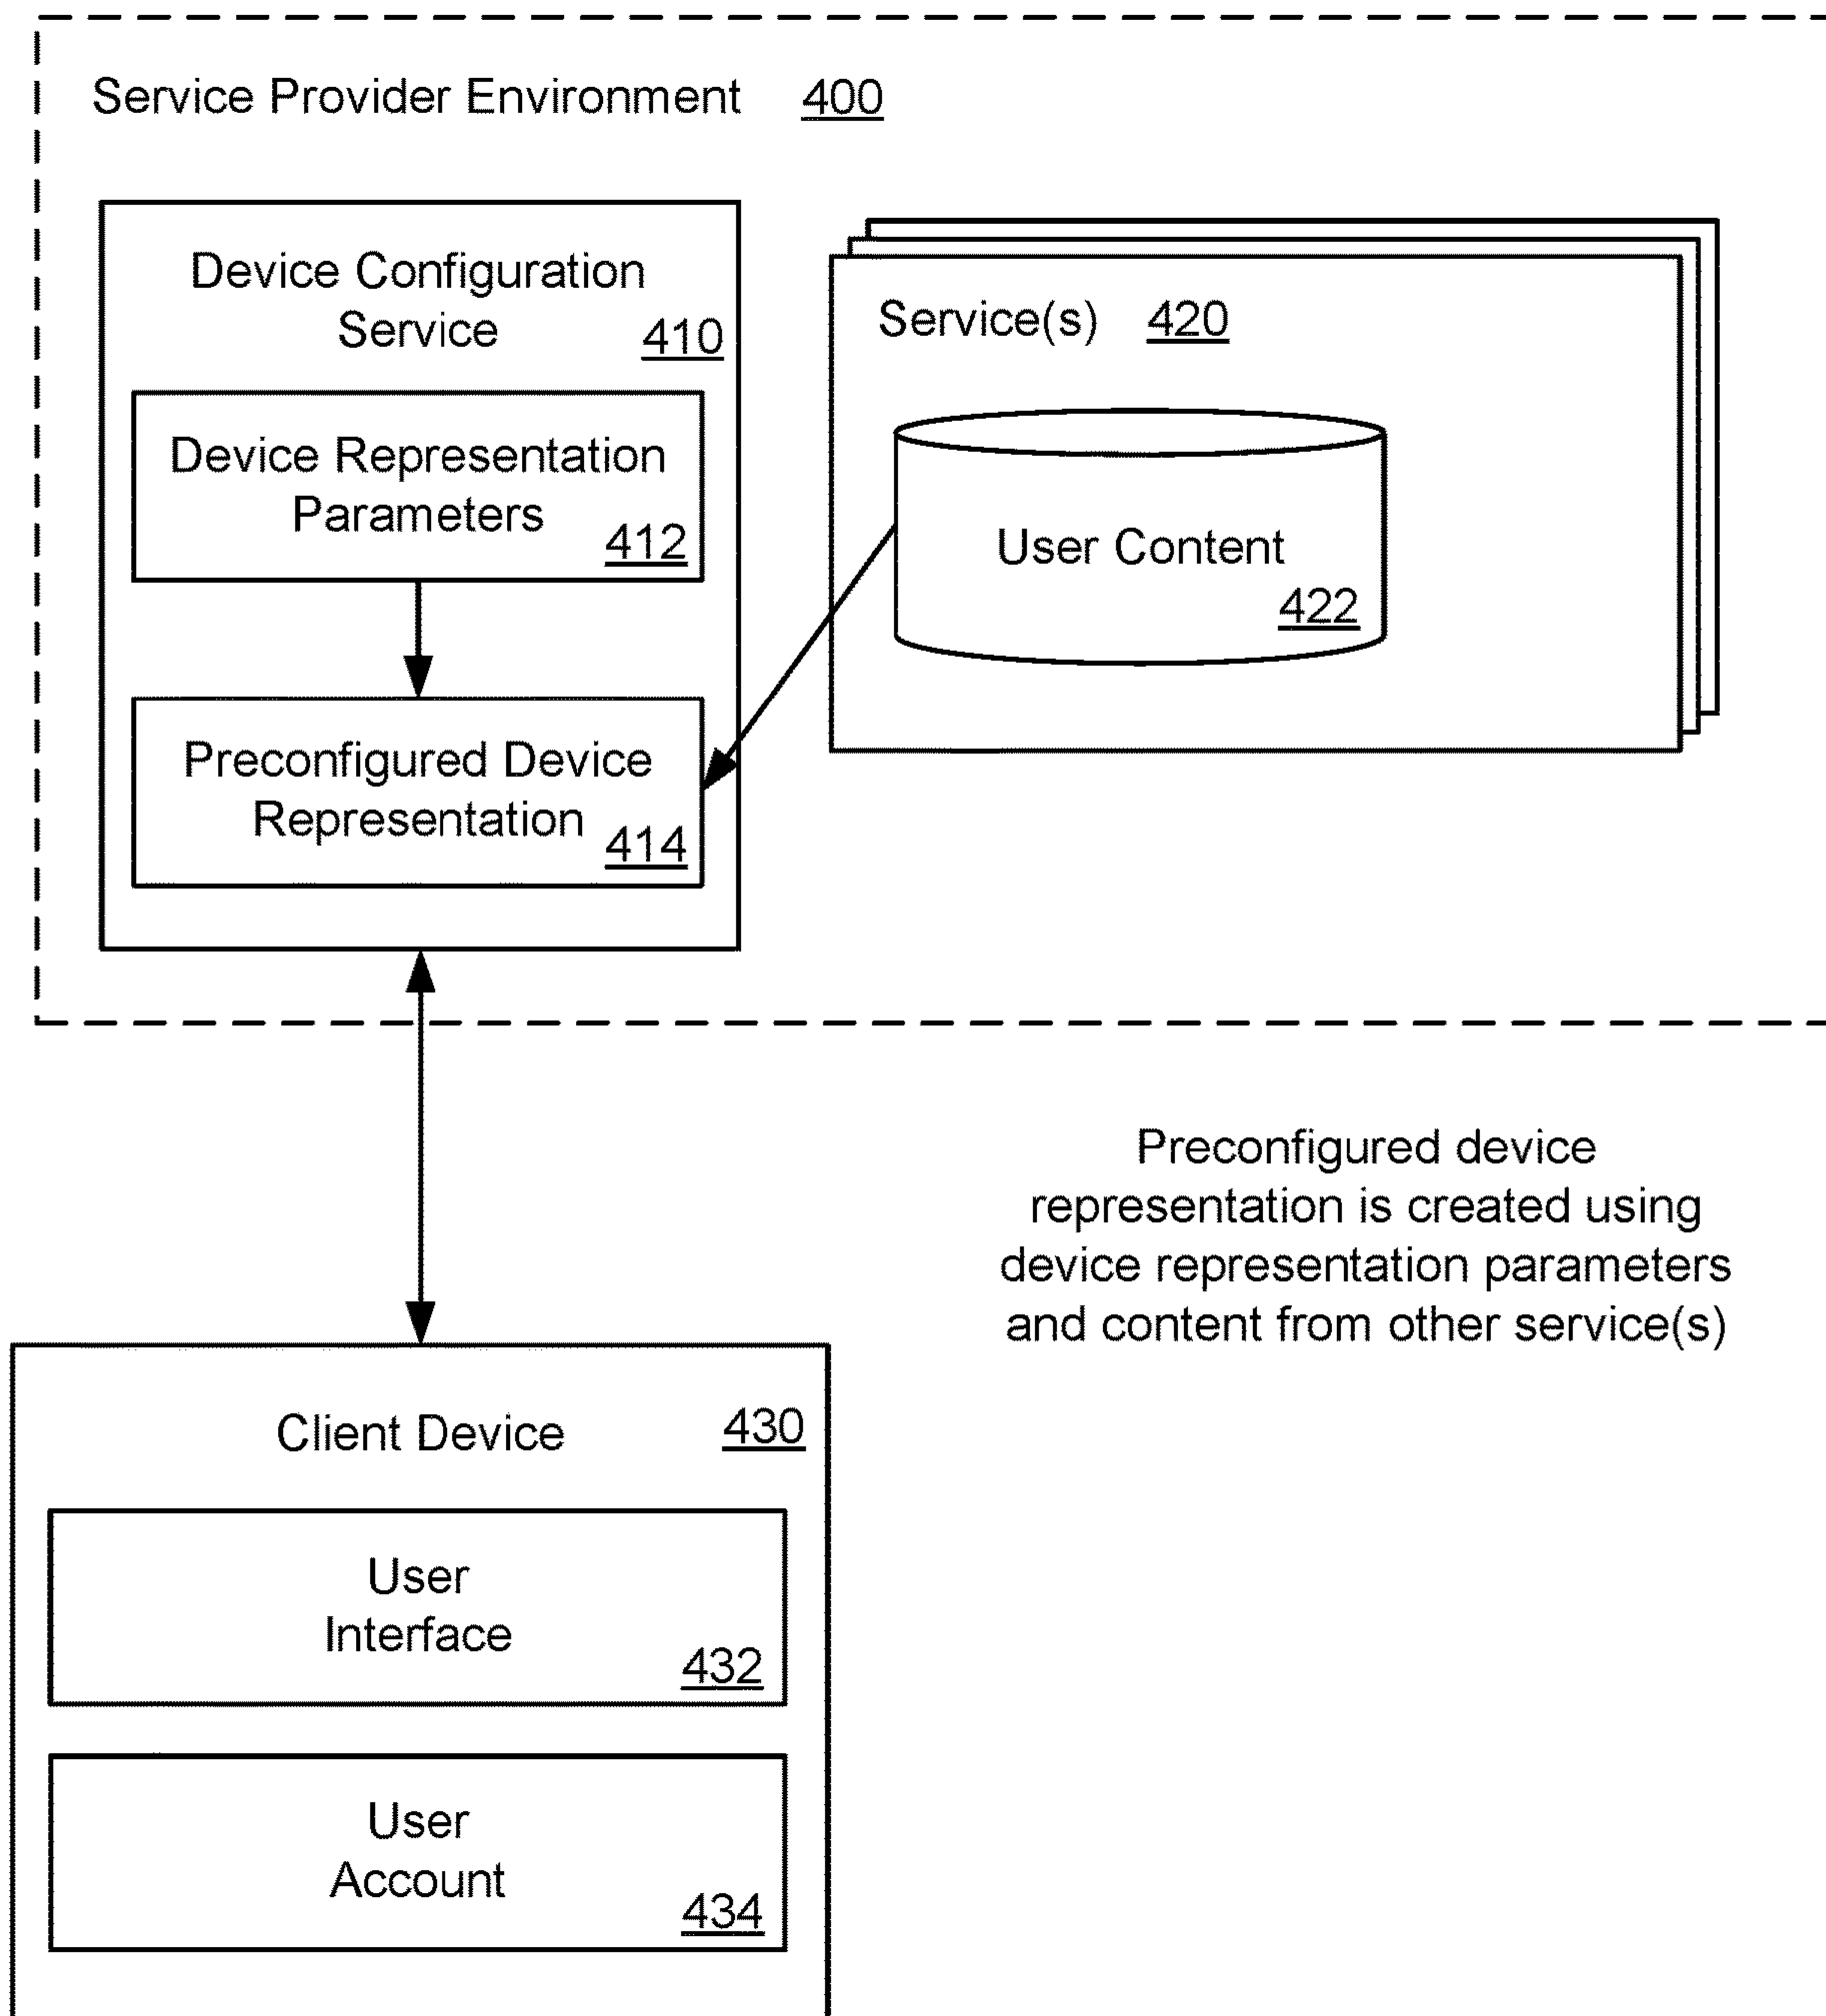 Service Provider Environment 400
Device Configuration
Service 410
Device Representation
Parameters 412
Preconfigured Device
Representation 414
Service(s) 420
User Content
422
Preconfigured device
representation is created using
device representation parameters
and content from other service(s)
Client Device 430
User
Interface 432
User
Account 434